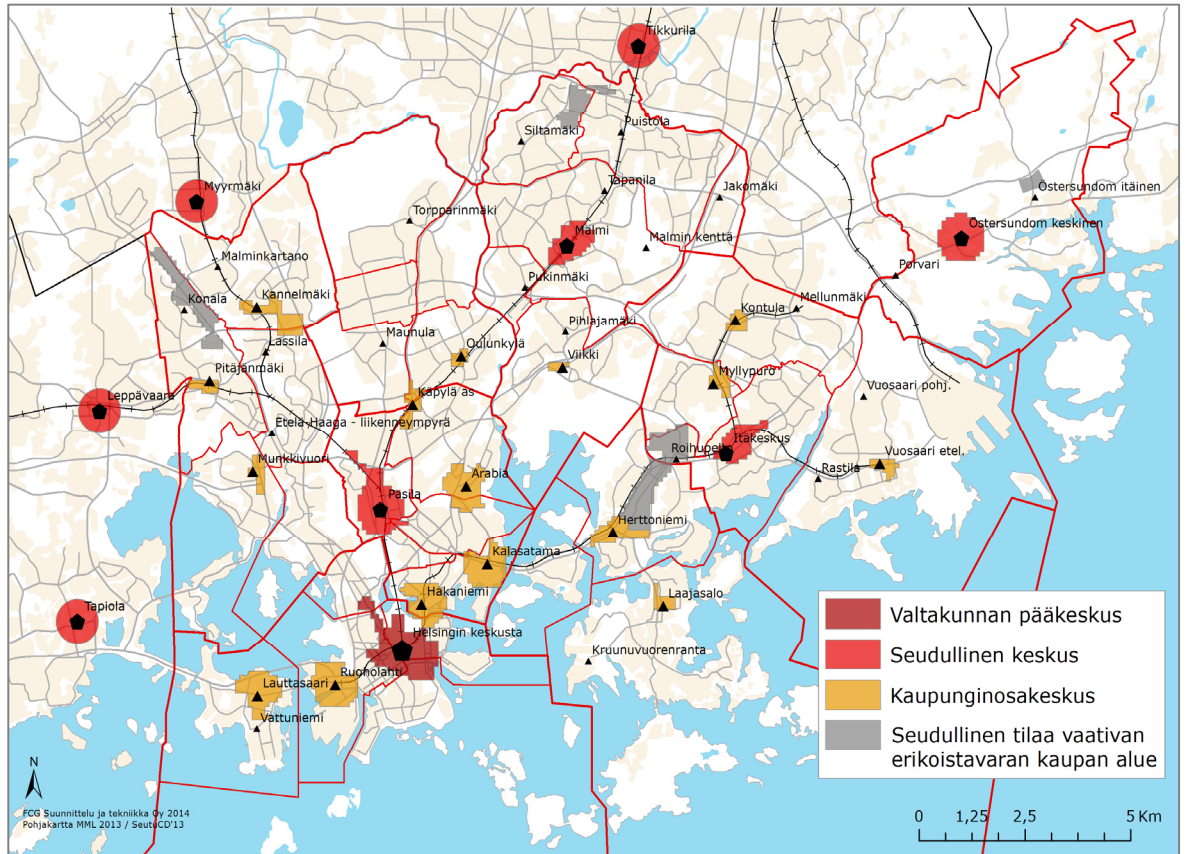 Tikkurila
Siltamäki
Puistola
Myyrmäki
Tapanila
Jakomäki
Östersundom itäinen
Torpparinmäki
Malmi
Malmin kenttä
Östersundom keskinen
Malminkartano
Pukinmäki
Porvari
Konala
Kannelmäki
Kontula
Mellunmäki
Lassila
Maunula
Pihlajamäki
Pitäjänmäki
Oulunkylä
Viikki
Leppävaara
Käpylä as
Myllypuro
Vuosaari pohj.
Etelä-Haaga - liikenneympyrä
Roihupelto
Itäkeskus
Munkkivuori
Arabia
Rastila
Vuosaari etel.
Pasila
Herttoniemi
Kalasatama
Tapiola
Hakaniemi
Laajasalo
Helsingin keskusta
Kruunuvuorenranta
Lauttasaari
Ruoholahti
Vattuniemi
Valtakunnan pääkeskus
Seudullinen keskus
Kaupunginosakeskus
Seudullinen tilaa vaativan
erikoistavaran kaupan alue
N
FCG Suunnittelu ja tekniikka Oy 2014
Pohjakartta MML 2013 / SeutuCD'13
0 1,25 2,5 5 Km